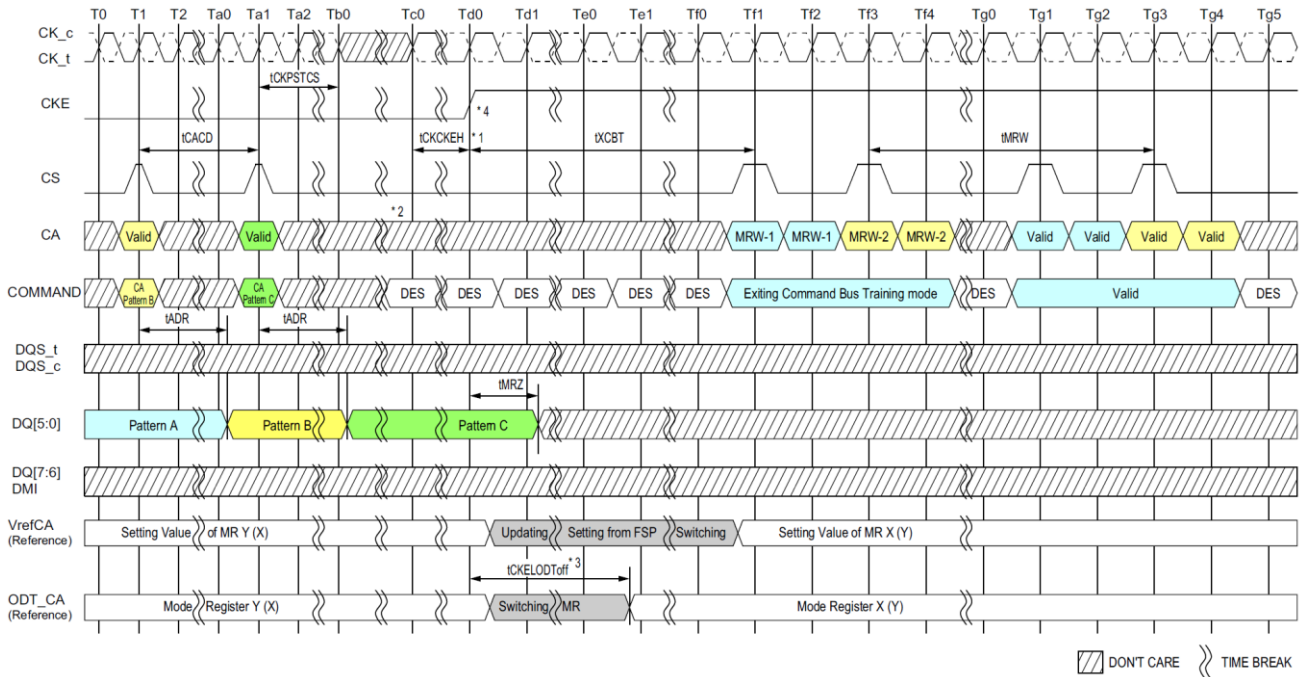 T0 T1 T2 Ta0 Ta1 Ta2 Tb0 Tc0 Td0 Td1 Te0 Te1 Tf0 Tf1 Tf2 Tf3 Tf4 Tg0 Tg1 Tg2 Tg3 Tg4 Tg5
CK_c
CK_t
tCKPSTCS
CKE
* 4
tCACD tCKCKEH * 1 tXCBT tMRW
CS
* 2
CA Valid Valid MRW-1 MRW-1 MRW-2 MRW-2 Valid Valid Valid Valid
COMMAND CA Pattern B CA Pattern C DES DES DES DES DES DES Exiting Command Bus Training mode DES Valid DES
tADR tADR
DQS_t
DQS_c
tMRZ
DQ[5:0] Pattern A Pattern B Pattern C
DQ[7:6]
DMI
VrefCA
(Reference)
Setting Value of MR Y (X) Updating Setting from FSP Switching Setting Value of MR X (Y)
tCKELODToff * 3
ODT_CA
(Reference)
Mode Register Y (X) Switching MR Mode Register X (Y)
DON'T CARE TIME BREAK